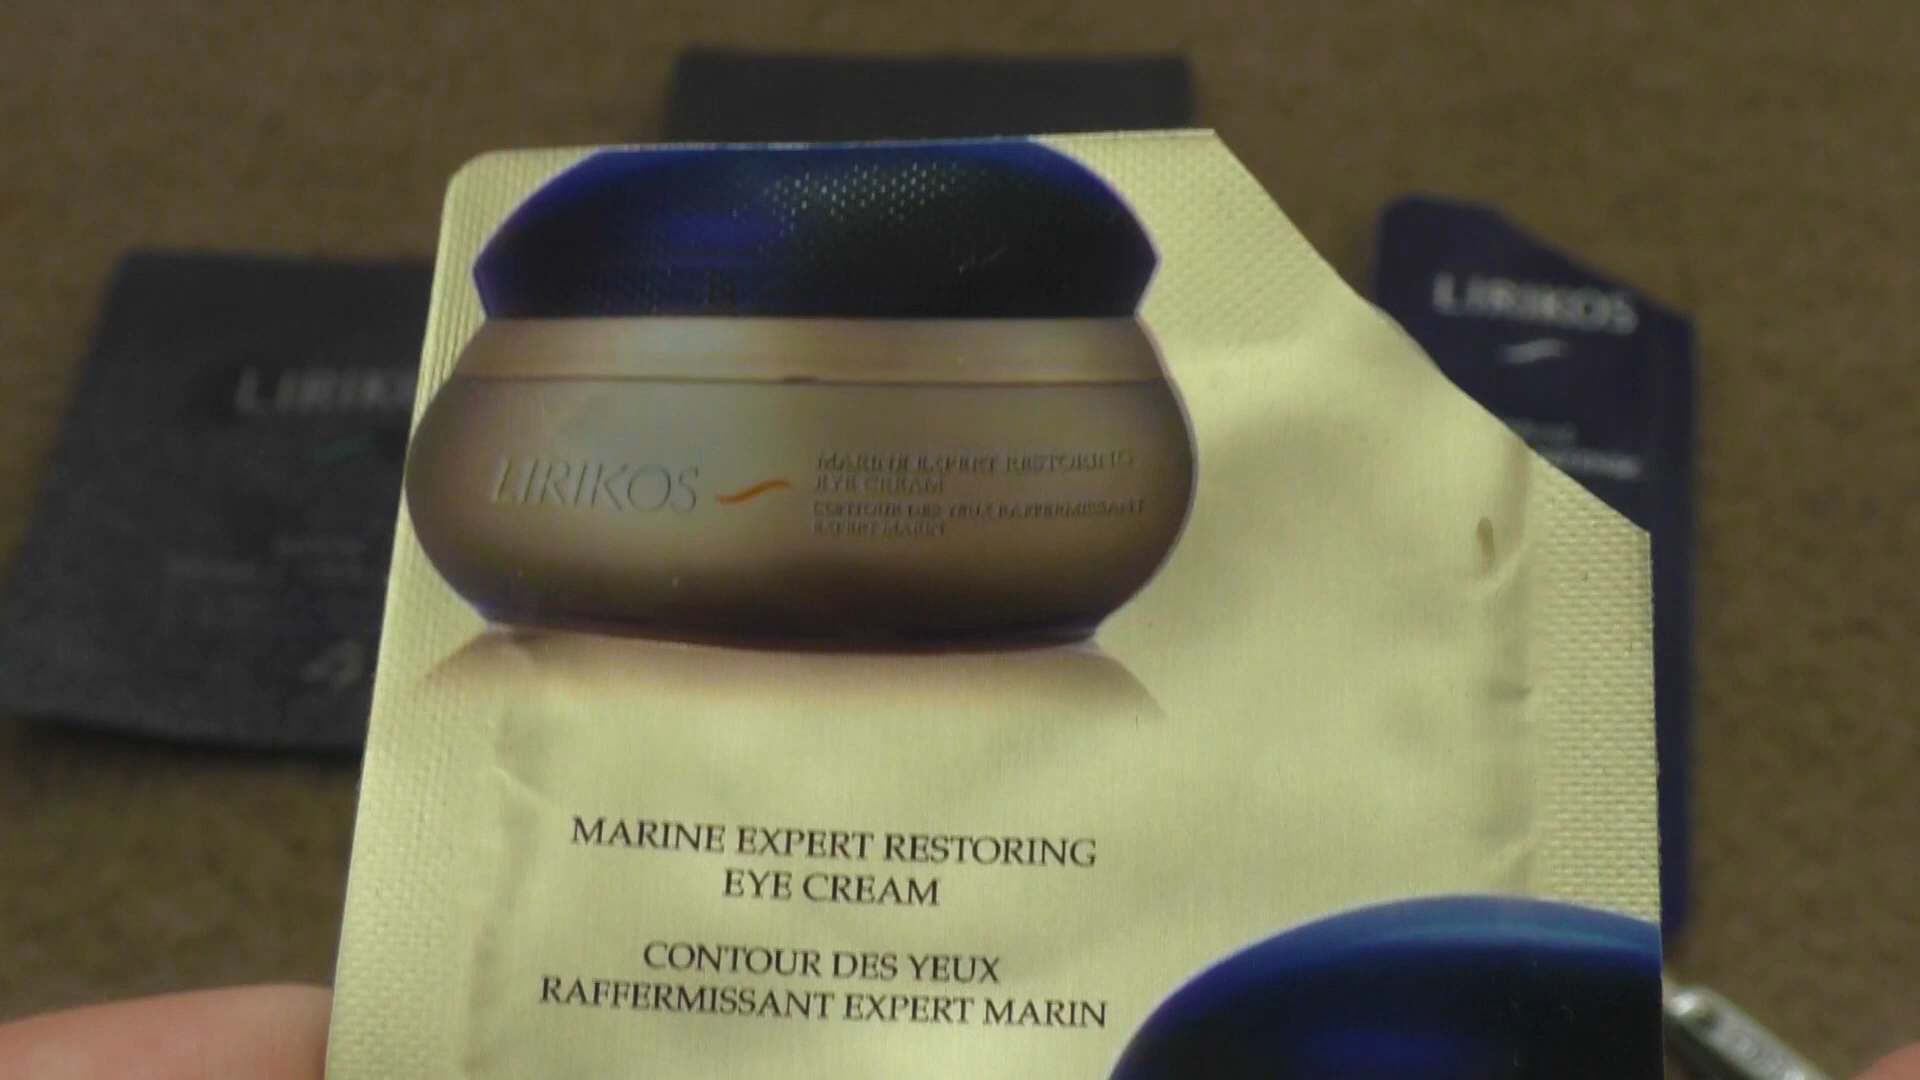 LIRIKOS
MARINE EXPERT RESTORING
EYE CREAM
CONTOUR DES YEUX RAFFERMISSANT
EXPERT MARIN
MARINE EXPERT RESTORING
EYE CREAM
CONTOUR DES YEUX
RAFFERMISSANT EXPERT MARIN
LIRIKOS
LIRIK